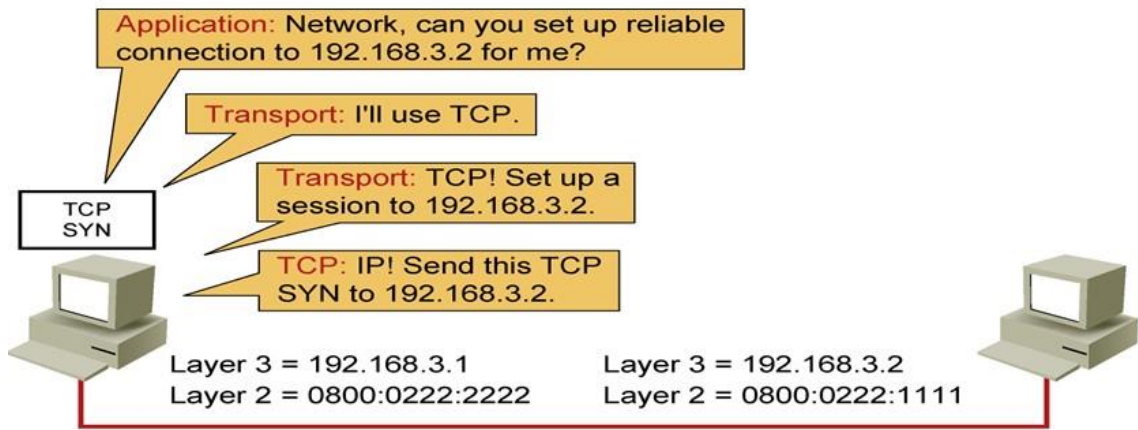 Application: Network, can you set up reliable
connection to 192.168.3.2 for me?
Transport: I'll use TCP.
Transport: TCP! Set up a
session to 192.168.3.2.
TCP
SYN
TCP: IP! Send this TCP
SYN to 192.168.3.2.
Layer 3 = 192.168.3.1
Layer 2 = 0800:0222:2222
Layer 3 = 192.168.3.2
Layer 2 = 0800:0222:1111